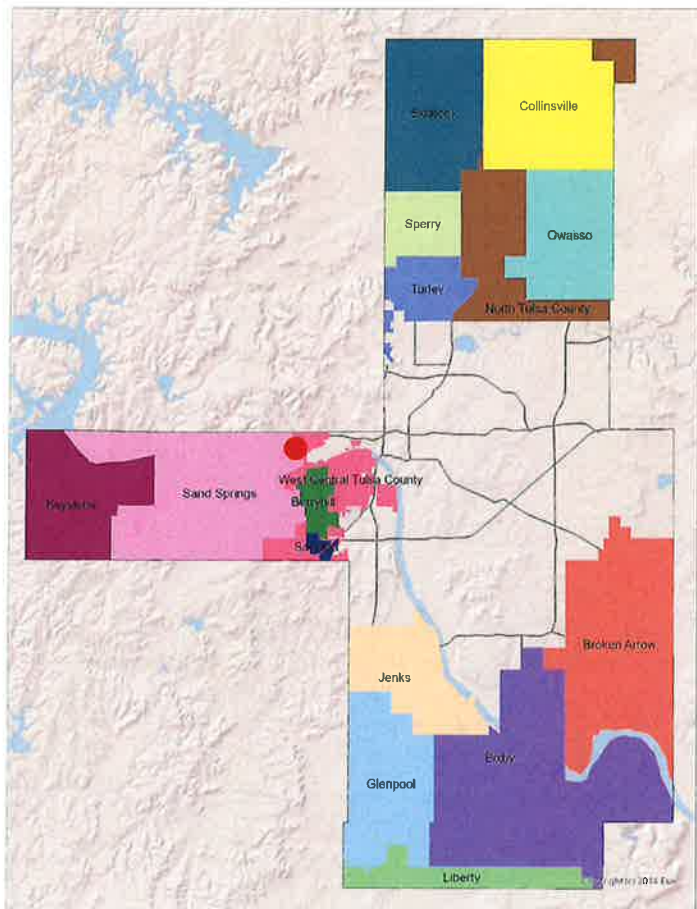 Collinsville
Sperry
Owasso
Turley
North Tulsa County
West Central Tulsa County
Sand Springs
Keystone
Berryhill
Broken Arrow
Jenks
Bixby
Glenpool
Liberty